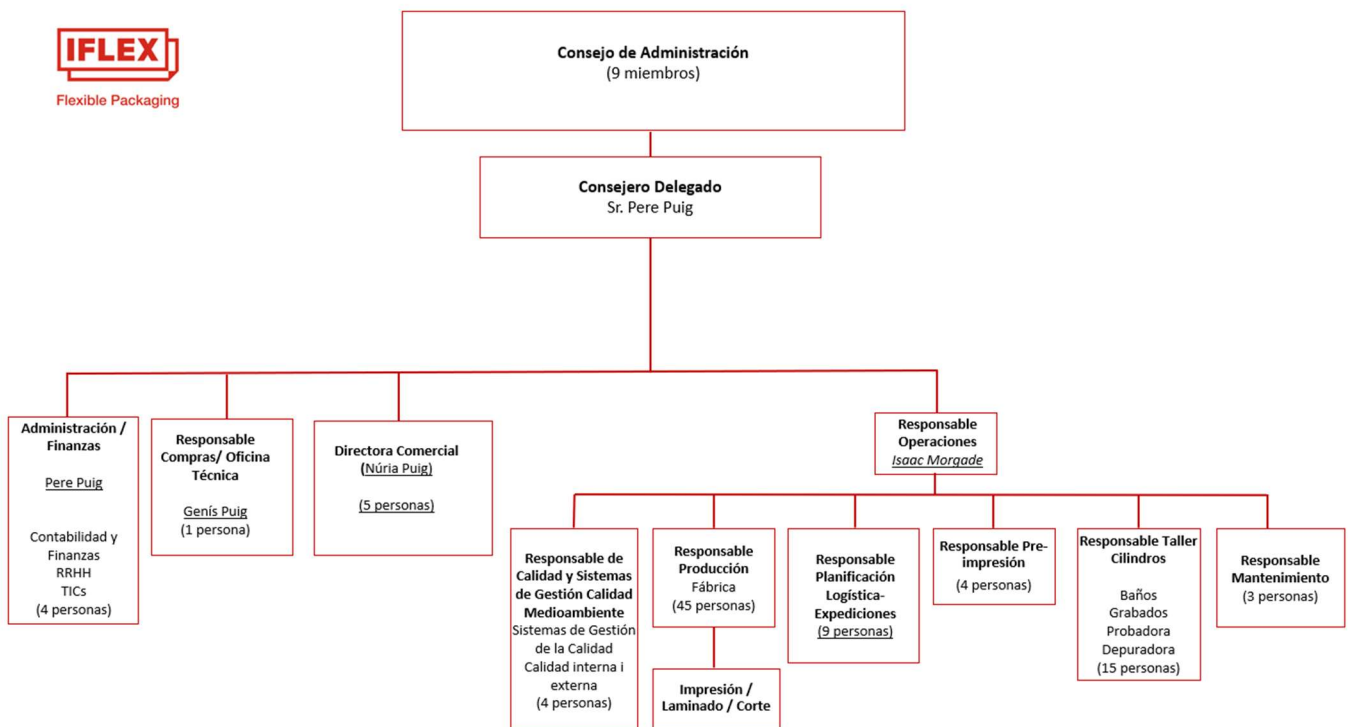 IFLEX
Flexible Packaging
Consejo de Administración
(9 miembros)
Consejero Delegado
Sr. Pere Puig
Administración /
Finanzas
Pere Puig
Contabilidad y
Finanzas
RRHH
TICs
(4 personas)
Responsable
Compras/ Oficina
Técnica
Genís Puig
(1 persona)
Directora Comercial
(Núria Puig)
(5 personas)
Responsable
Operaciones
Isaac Morgade
Responsable de
Calidad y Sistemas
de Gestión Calidad
Medioambiente
Sistemas de Gestión
de la Calidad
Calidad interna i
externa
(4 personas)
Responsable
Producción
Fábrica
(45 personas)
Impresión /
Laminado / Corte
Responsable
Planificación
Logística-
Expediciones
(9 personas)
Responsable Pre-
impresión
(4 personas)
Responsable Taller
Cilindros
Baños
Grabados
Probadora
Depuradora
(15 personas)
Responsable
Mantenimiento
(3 personas)